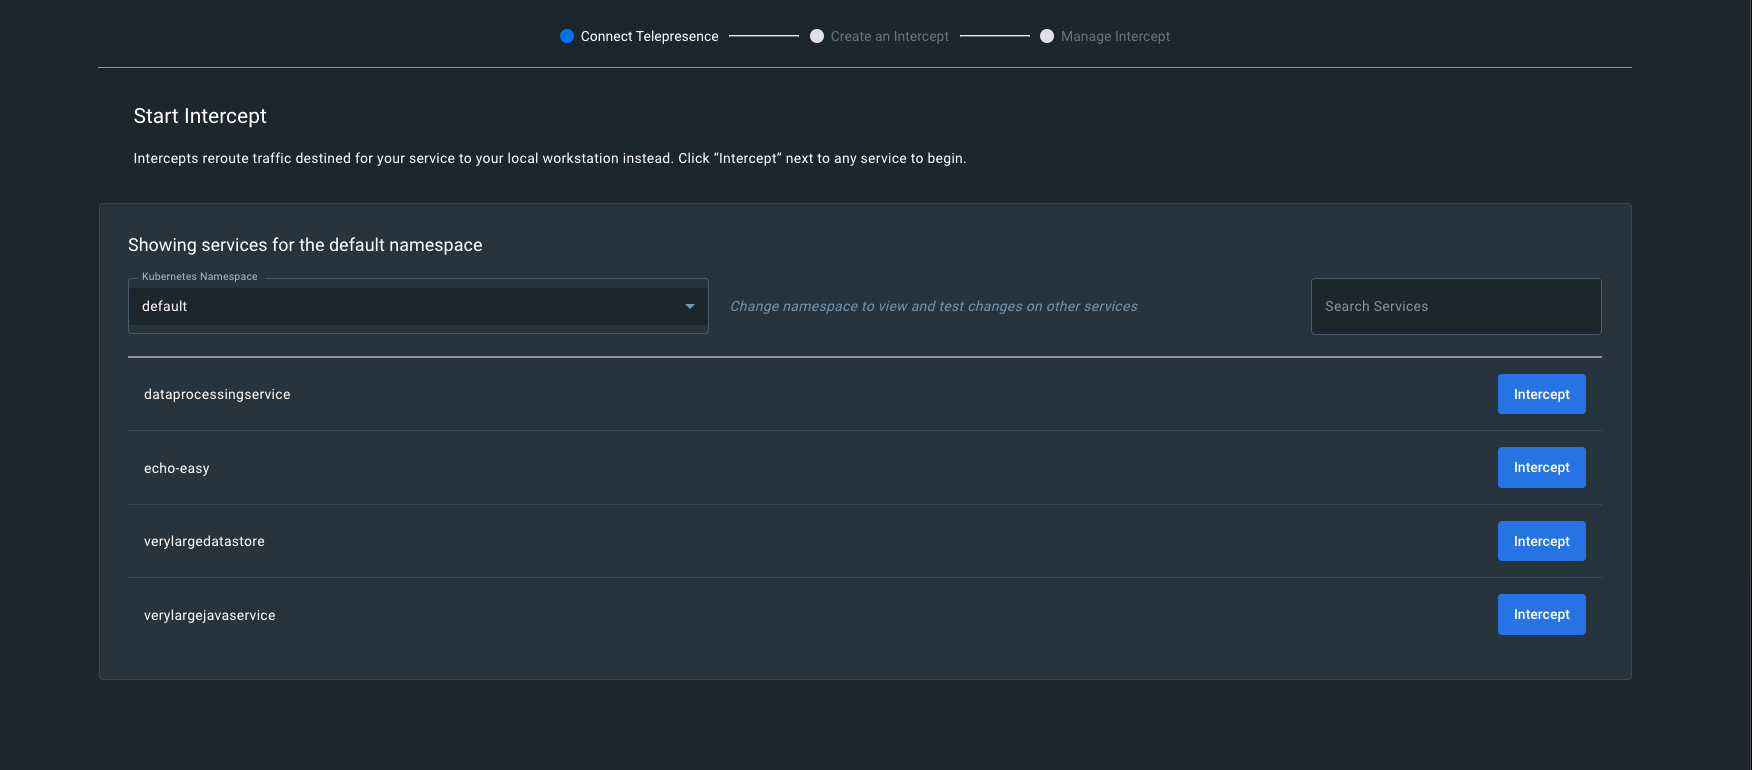 Connect Telepresence
Create an Intercept
Manage Intercept
Start Intercept
Intercepts reroute traffic destined for your service to your local workstation instead. Click “Intercept” next to any service to begin.
Showing services for the default namespace
Kubernetes Namespace
default
Change namespace to view and test changes on other services
Search Services
dataprocessingservice
Intercept
echo-easy
Intercept
verylargedatastore
Intercept
verylargejavaservice
Intercept